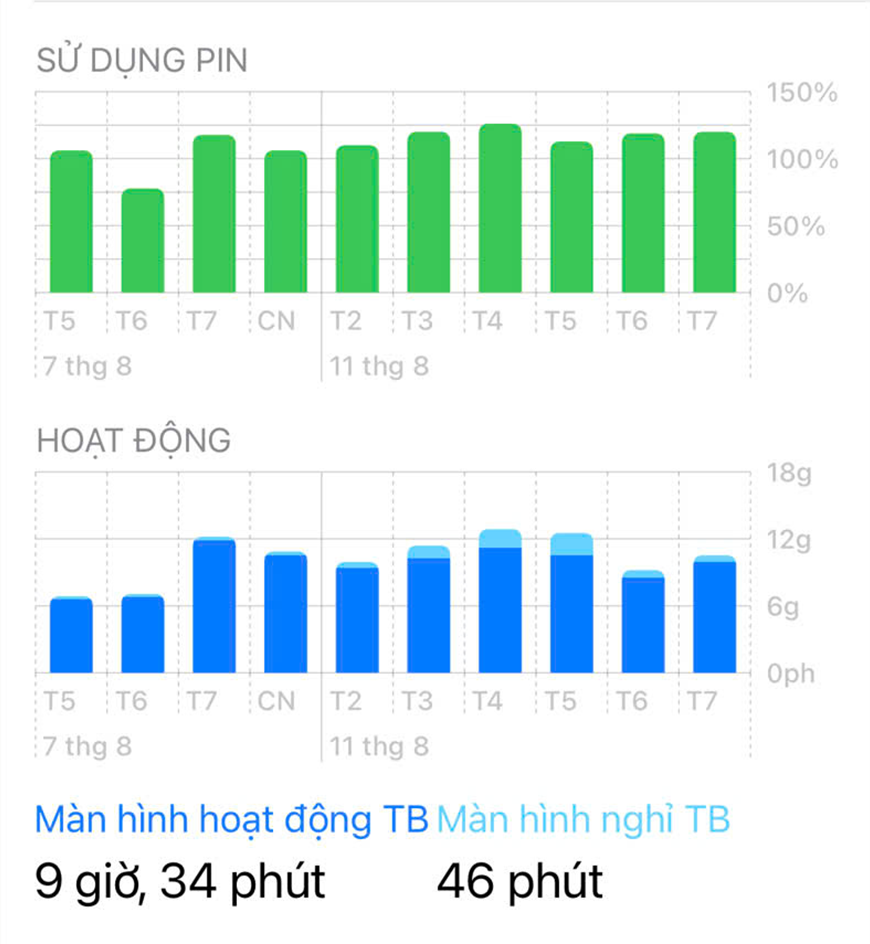 SỬ DỤNG PIN
150%
100%
50%
0%
T5 T6 T7 CN T2 T3 T4 T5 T6 T7
7 thg 8 11 thg 8
HOẠT ĐỘNG
18g
12g
6g
0ph
T5 T6 T7 CN T2 T3 T4 T5 T6 T7
7 thg 8 11 thg 8
Màn hình hoạt động TB Màn hình nghỉ TB
9 giờ, 34 phút 46 phút